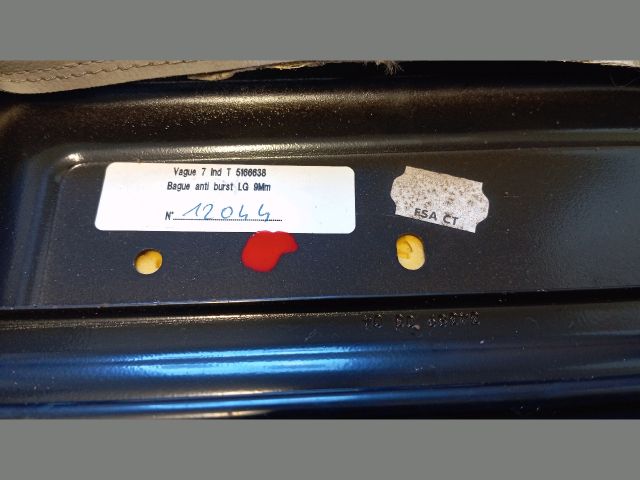 Vague 7 Ind T 5166638
Bague anti burst LG 9Mm
N° 12044
ESA CT